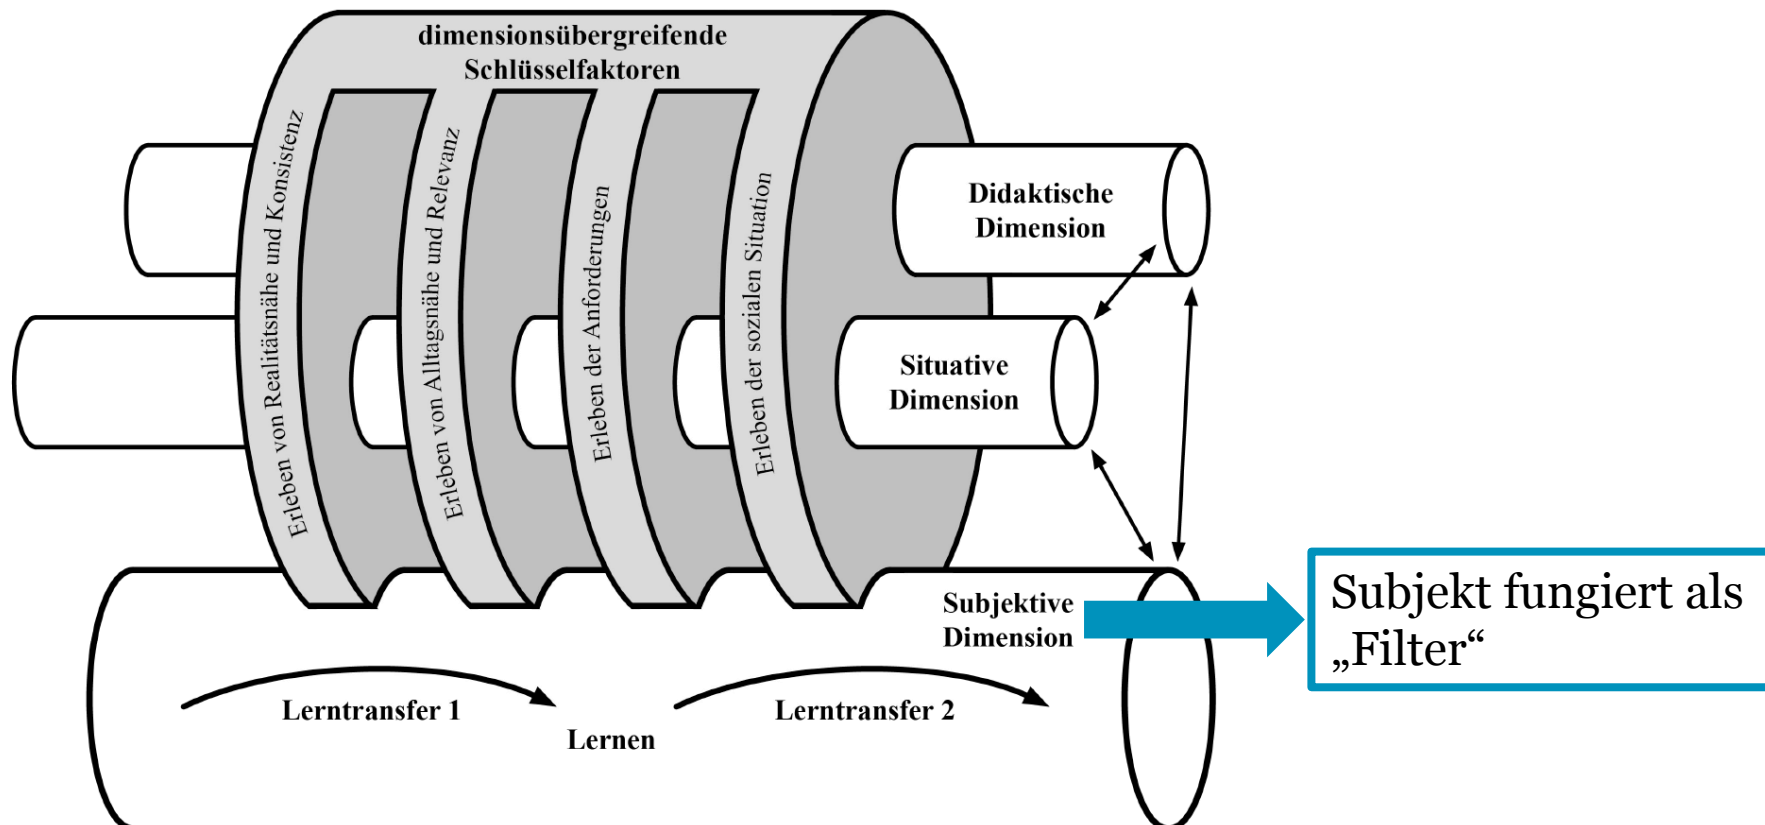 dimensionsübergreifende
Schlüsselfaktoren
Erleben von Realitätsnähe und Konsistenz
Erleben von Alltagsnähe und Relevanz
Erleben der Anforderungen
Erleben der sozialen Situation
Didaktische
Dimension
Situative
Dimension
Subjektive
Dimension
Subjekt fungiert als
„Filter“
Lerntransfer 1
Lernen
Lerntransfer 2